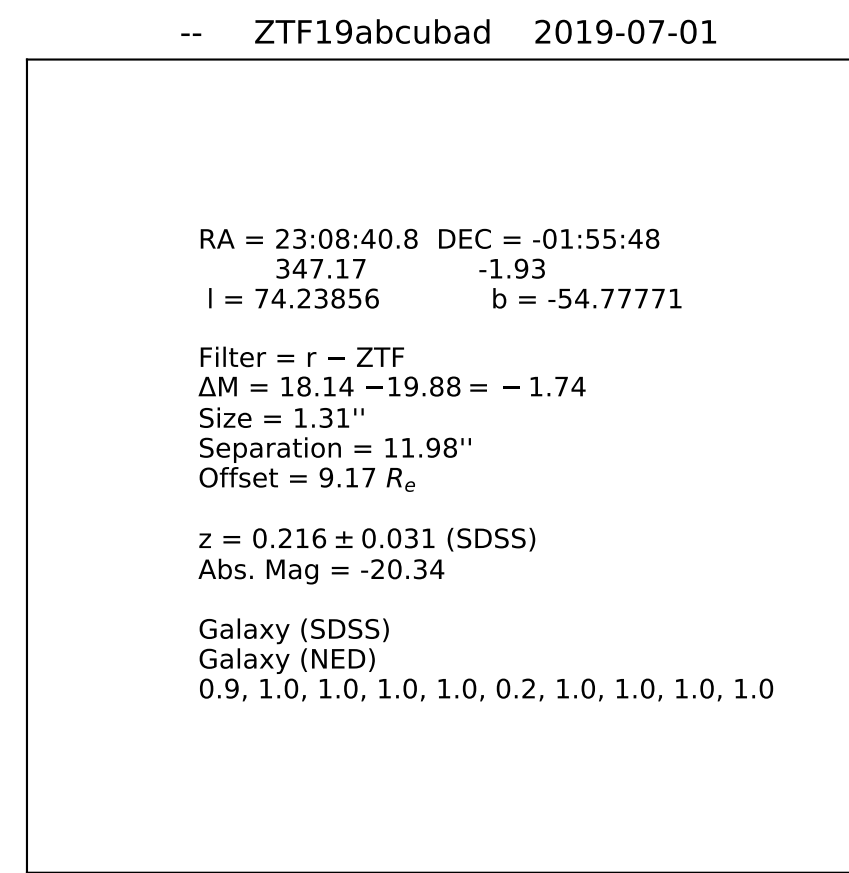 -- ZTF19abcubad 2019-07-01
RA = 23:08:40.8 DEC = -01:55:48
347.17 -1.93
l = 74.23856 b = -54.77771
Filter = r − ZTF
ΔM = 18.14 −19.88 = − 1.74
Size = 1.31''
Separation = 11.98''
Offset = 9.17 Rₑ
z = 0.216 ± 0.031 (SDSS)
Abs. Mag = -20.34
Galaxy (SDSS)
Galaxy (NED)
0.9, 1.0, 1.0, 1.0, 1.0, 0.2, 1.0, 1.0, 1.0, 1.0